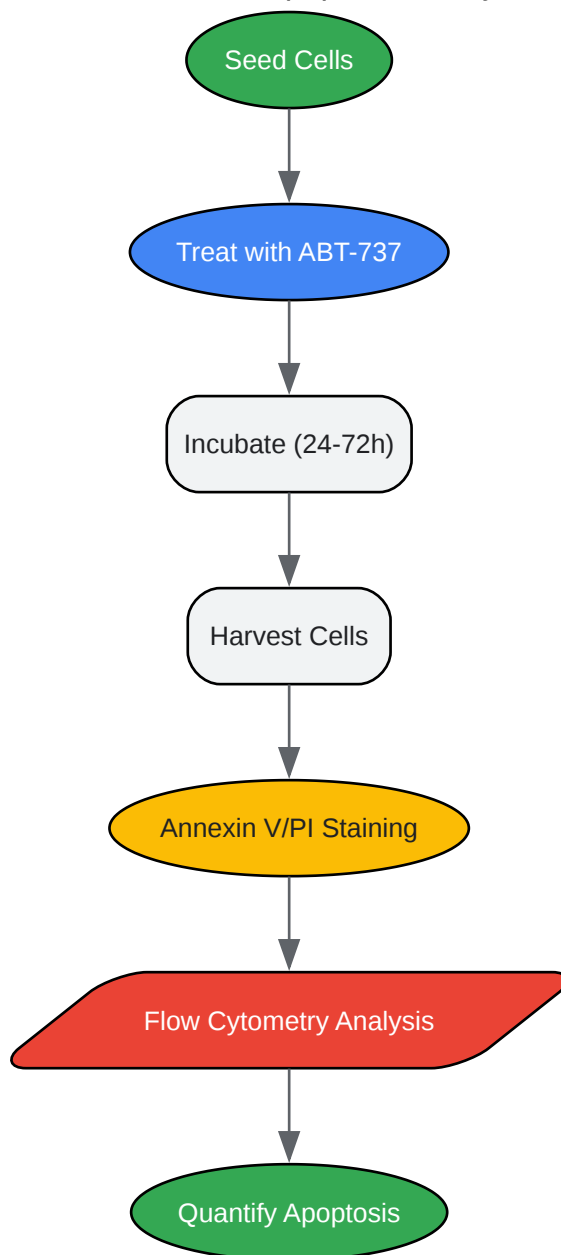 Seed Cells
Treat with ABT-737
Incubate (24-72h)
Harvest Cells
Annexin V/PI Staining
Flow Cytometry Analysis
Quantify Apoptosis